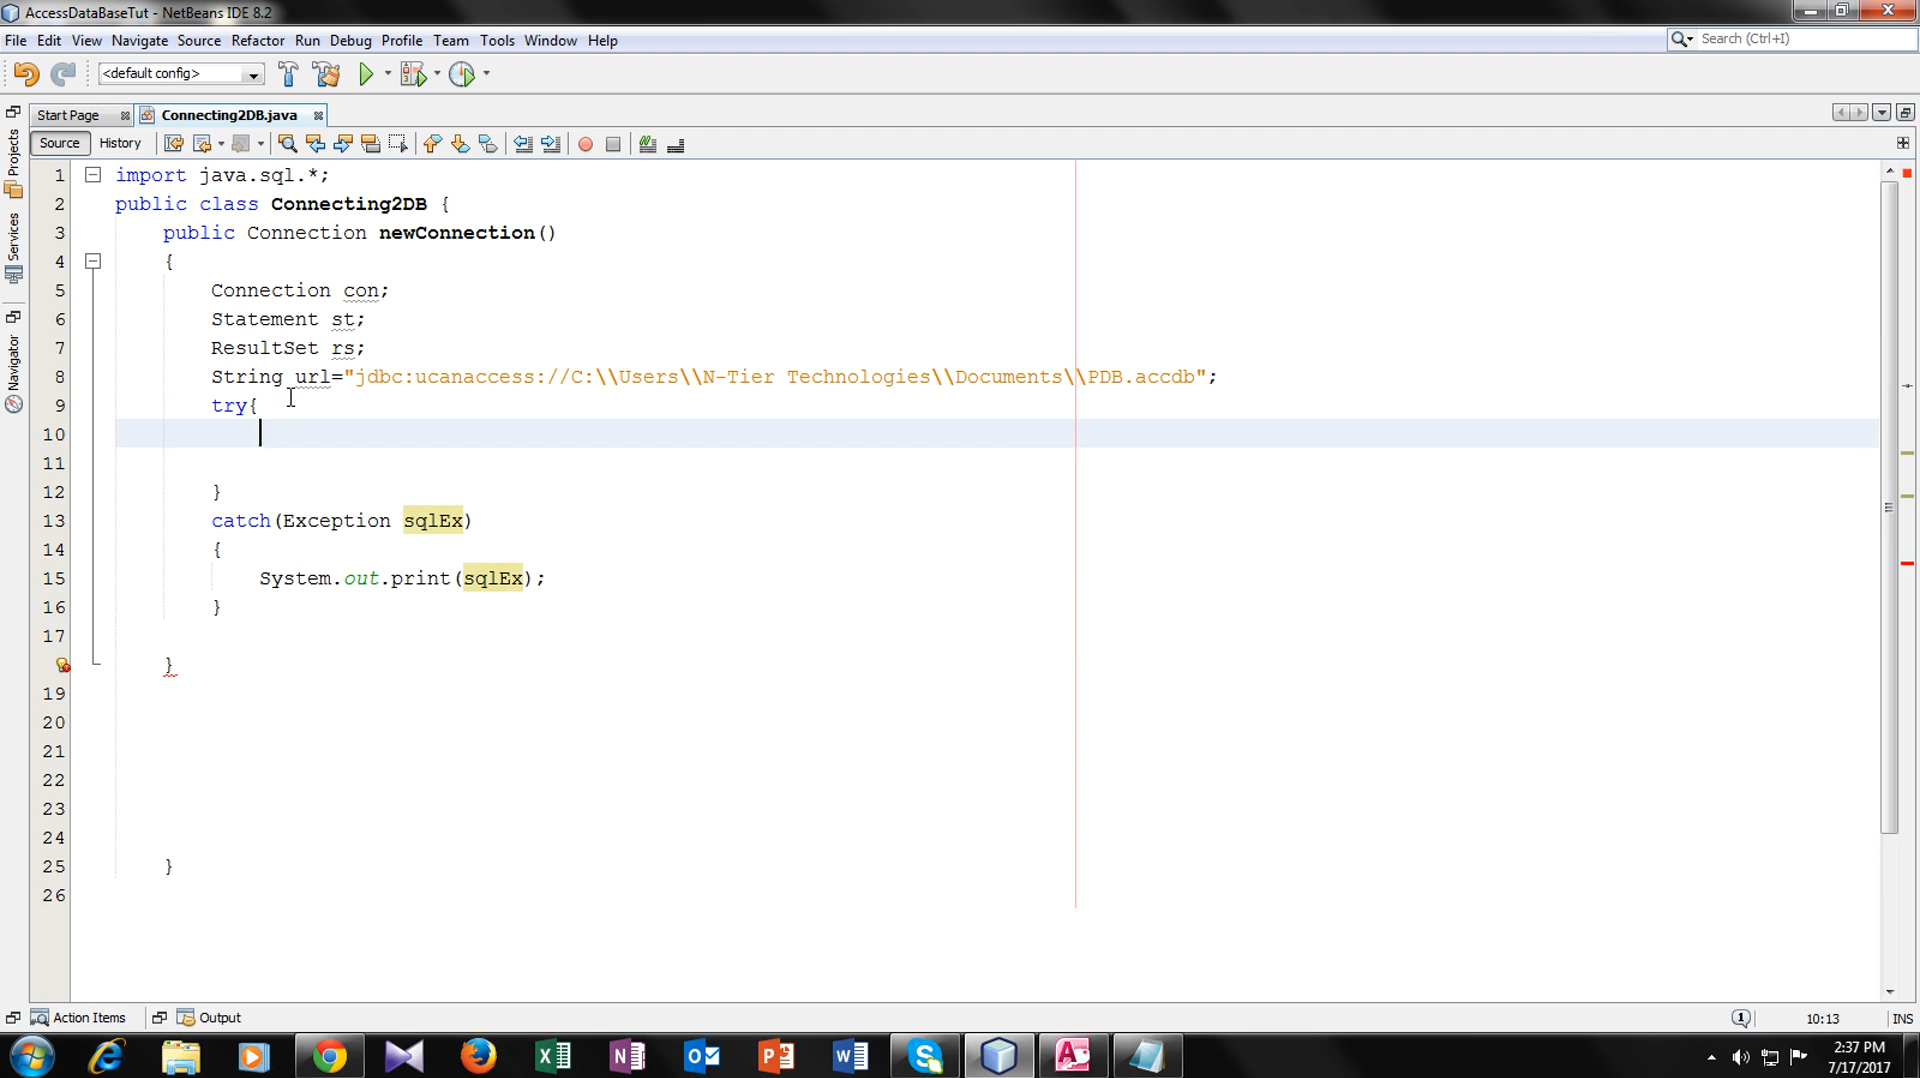 AccessDataBaseTut - NetBeans IDE 8.2
File Edit View Navigate Source Refactor Run Debug Profile Team Tools Window Help
Search (Ctrl+I)
<default config>
Start Page Connecting2DB.java
Source History
Projects
Services
Navigator
1 import java.sql.*;
2 public class Connecting2DB {
3 public Connection newConnection()
4 {
5 Connection con;
6 Statement st;
7 ResultSet rs;
8 String url="jdbc:ucanaccess://C:\\Users\\N-Tier Technologies\\Documents\\PDB.accdb";
9 try{
10
11
12 }
13 catch(Exception sqlEx)
14 {
15 System.out.print(sqlEx);
16 }
17
}
19
20
21
22
23
24
25 }
26
Action Items Output
1 10:13 INS
2:37 PM
7/17/2017